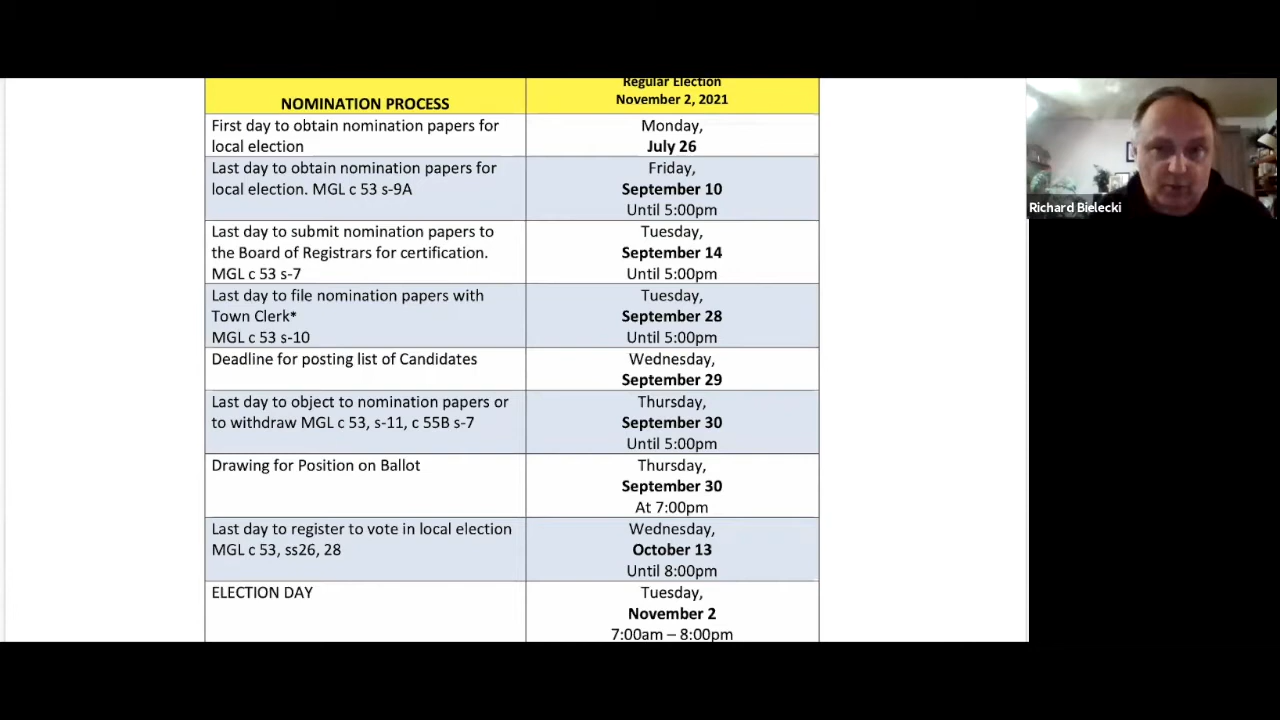 Regular Election
NOMINATION PROCESS
November 2, 2021
First day to obtain nomination papers for
local election
Monday,
July 26
Last day to obtain nomination papers for
local election. MGL c 53 s-9A
Friday,
September 10
Until 5:00pm
Last day to submit nomination papers to
the Board of Registrars for certification.
MGL c 53 s-7
Tuesday,
September 14
Until 5:00pm
Last day to file nomination papers with
Town Clerk*
MGL c 53 s-10
Tuesday,
September 28
Until 5:00pm
Deadline for posting list of Candidates
Wednesday,
September 29
Last day to object to nomination papers or
to withdraw MGL c 53, s-11, c 55B s-7
Thursday,
September 30
Until 5:00pm
Drawing for Position on Ballot
Thursday,
September 30
At 7:00pm
Last day to register to vote in local election
MGL c 53, ss26, 28
Wednesday,
October 13
Until 8:00pm
ELECTION DAY
Tuesday,
November 2
7:00am – 8:00pm
Richard Bielecki